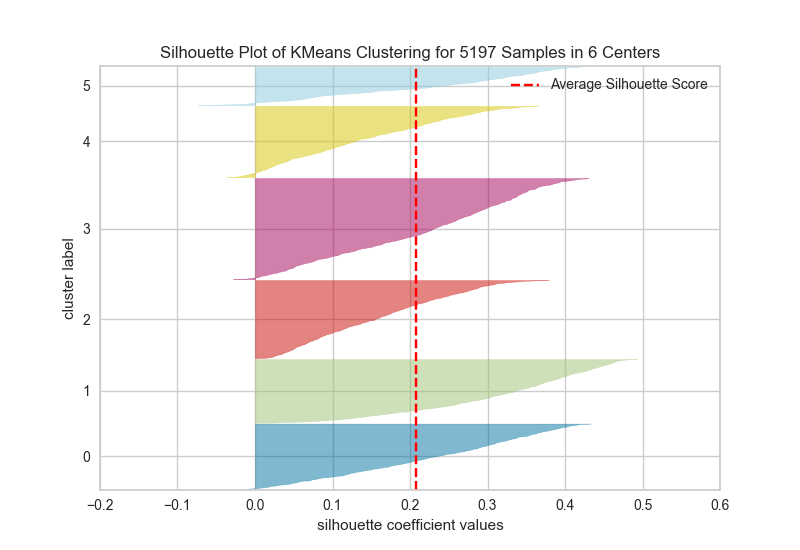 Silhouette Plot of KMeans Clustering for 5197 Samples in 6 Centers
Average Silhouette Score
cluster label
5
4
3
2
1
0
−0.2 −0.1 0.0 0.1 0.2 0.3 0.4 0.5 0.6
silhouette coefficient values